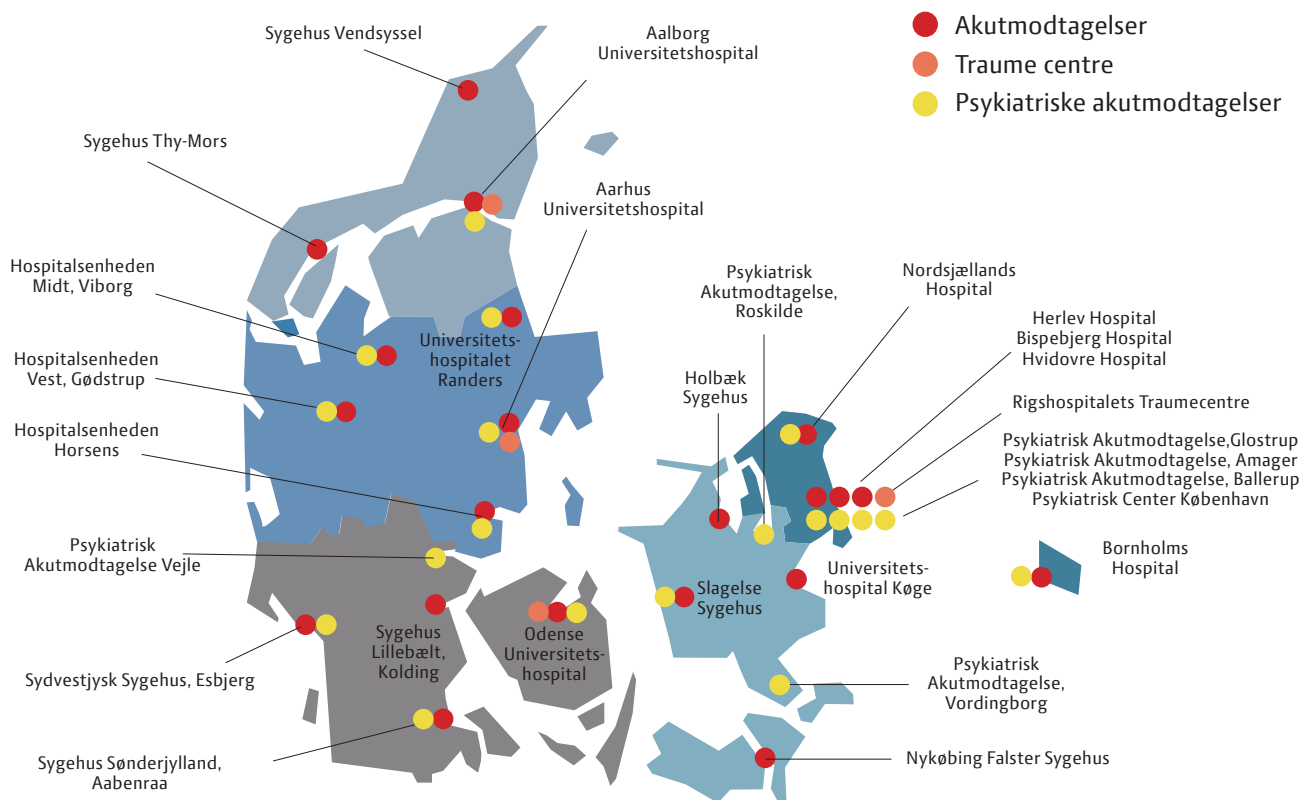 Akutmodtagelser
Traume centre
Psykiatriske akutmodtagelser
Sygehus Vendsyssel
Aalborg
Universitetshospital
Sygehus Thy-Mors
Aarhus
Universitetshospital
Hospitalsenheden
Midt, Viborg
Universitets-
hospitalet
Randers
Hospitalsenheden
Vest, Gødstrup
Hospitalsenheden
Horsens
Psykiatrisk
Akutmodtagelse Vejle
Sygehus
Lillebælt,
Kolding
Odense
Universitets-
hospital
Sydvestjysk Sygehus, Esbjerg
Sygehus Sønderjylland,
Aabenraa
Psykiatrisk
Akutmodtagelse,
Roskilde
Nordsjællands
Hospital
Holbæk
Sygehus
Herlev Hospital
Bispebjerg Hospital
Hvidovre Hospital
Rigshospitalets Traumecentre
Psykiatrisk Akutmodtagelse,Glostrup
Psykiatrisk Akutmodtagelse, Amager
Psykiatrisk Akutmodtagelse, Ballerup
Psykiatrisk Center København
Slagelse
Sygehus
Universitets-
hospital Køge
Bornholms
Hospital
Psykiatrisk
Akutmodtagelse,
Vordingborg
Nykøbing Falster Sygehus